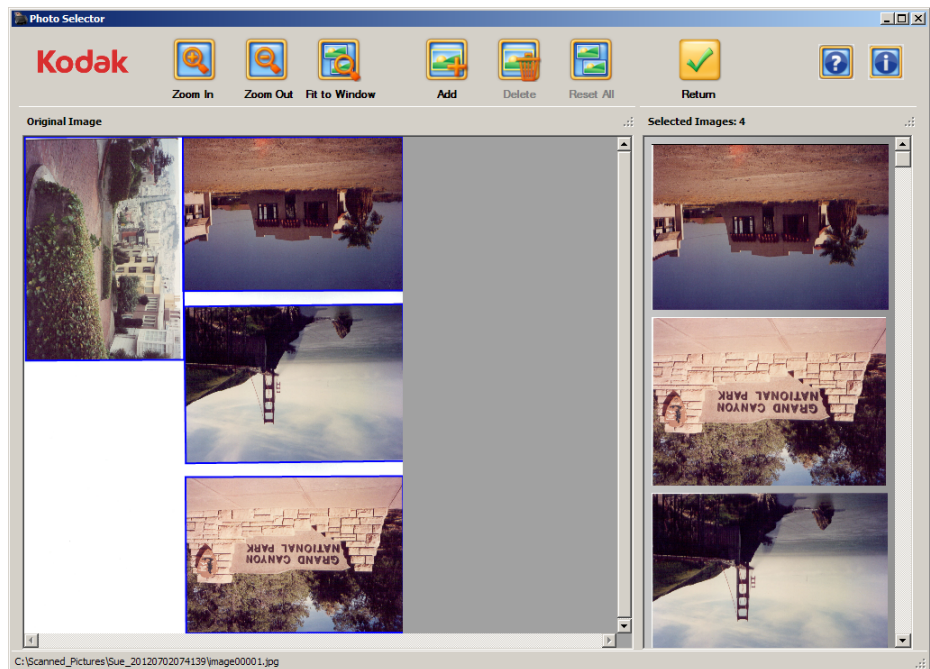 Photo Selector
Kodak
Zoom In Zoom Out Fit to Window Add Delete Reset All Return
Original Image
Selected Images: 4
GRAND CANYON
NATIONAL PARK
GRAND CANYON
NATIONAL PARK
C:\Scanned_Pictures\Sue_20120702074139\image00001.jpg